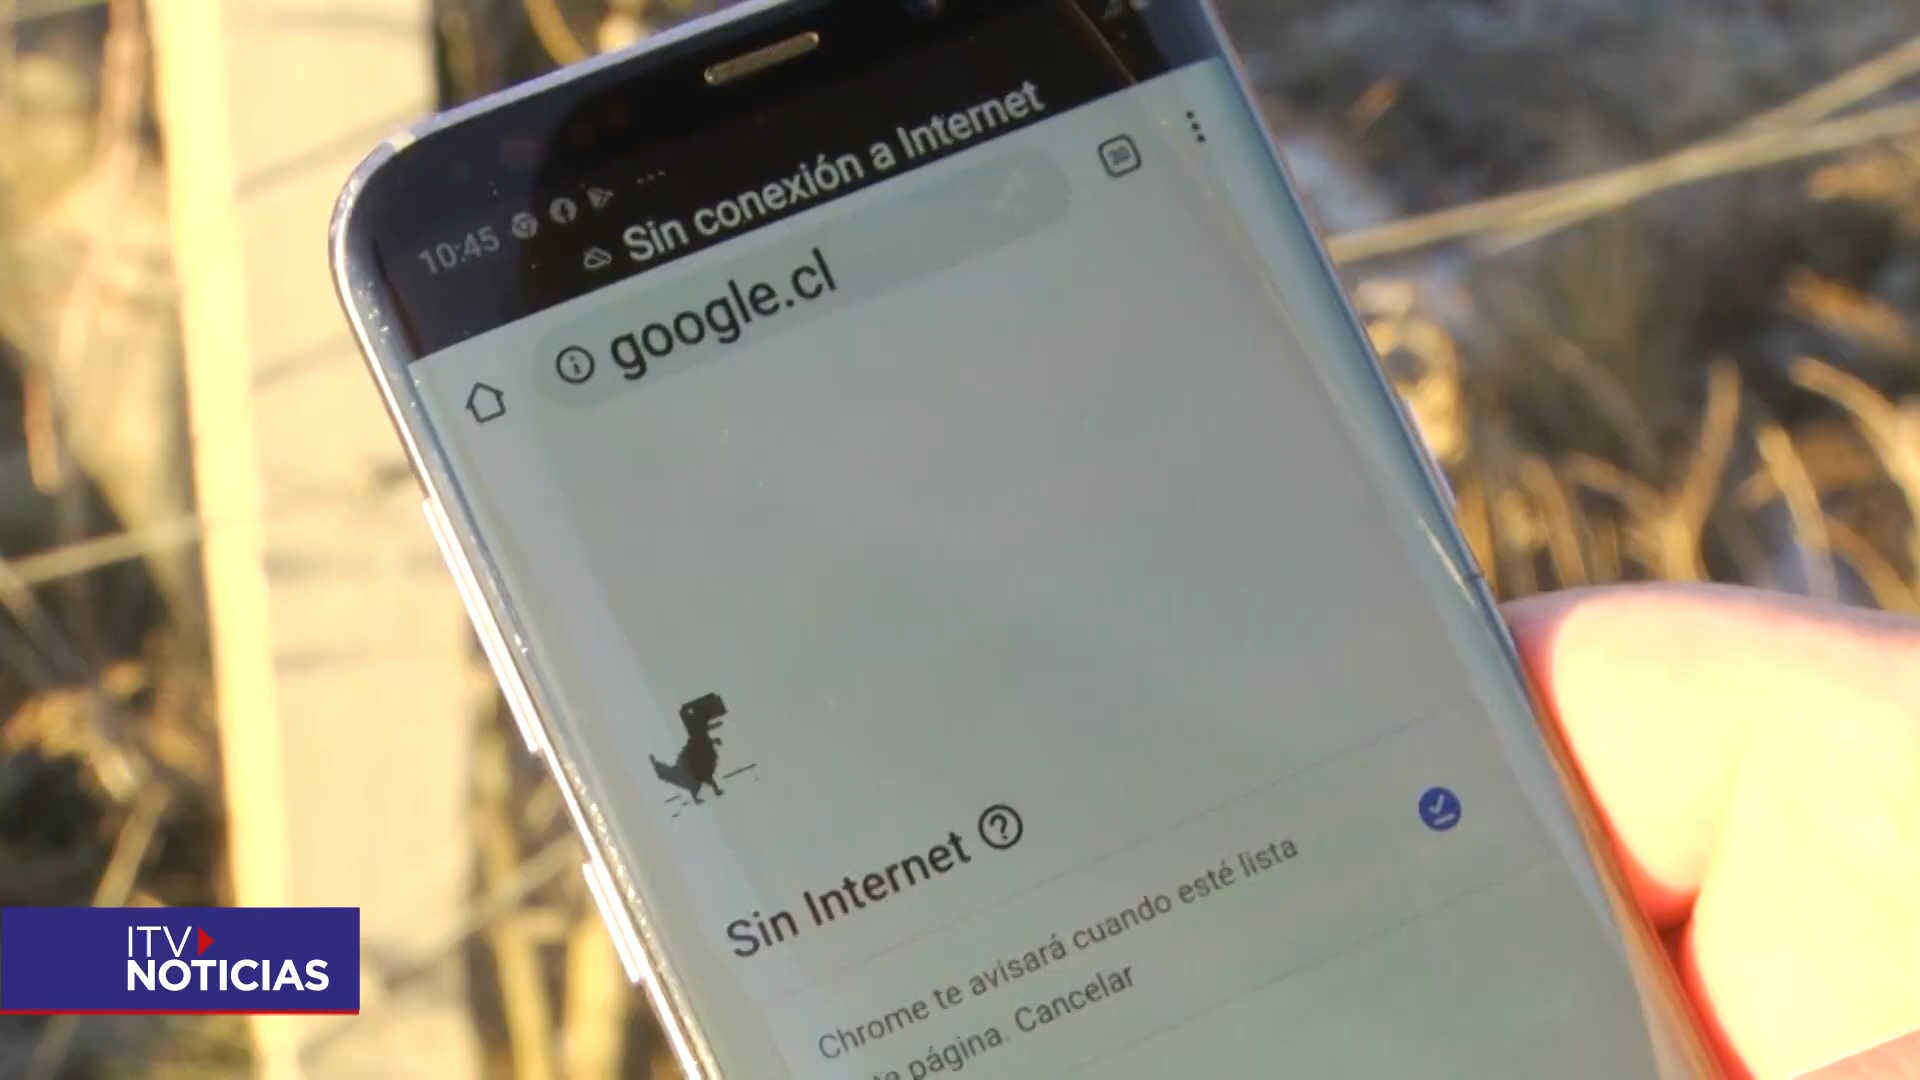 10:45
Sin conexión a Internet
google.cl
Sin Internet
Chrome te avisará cuando esté lista
página. Cancelar
ITV
NOTICIAS